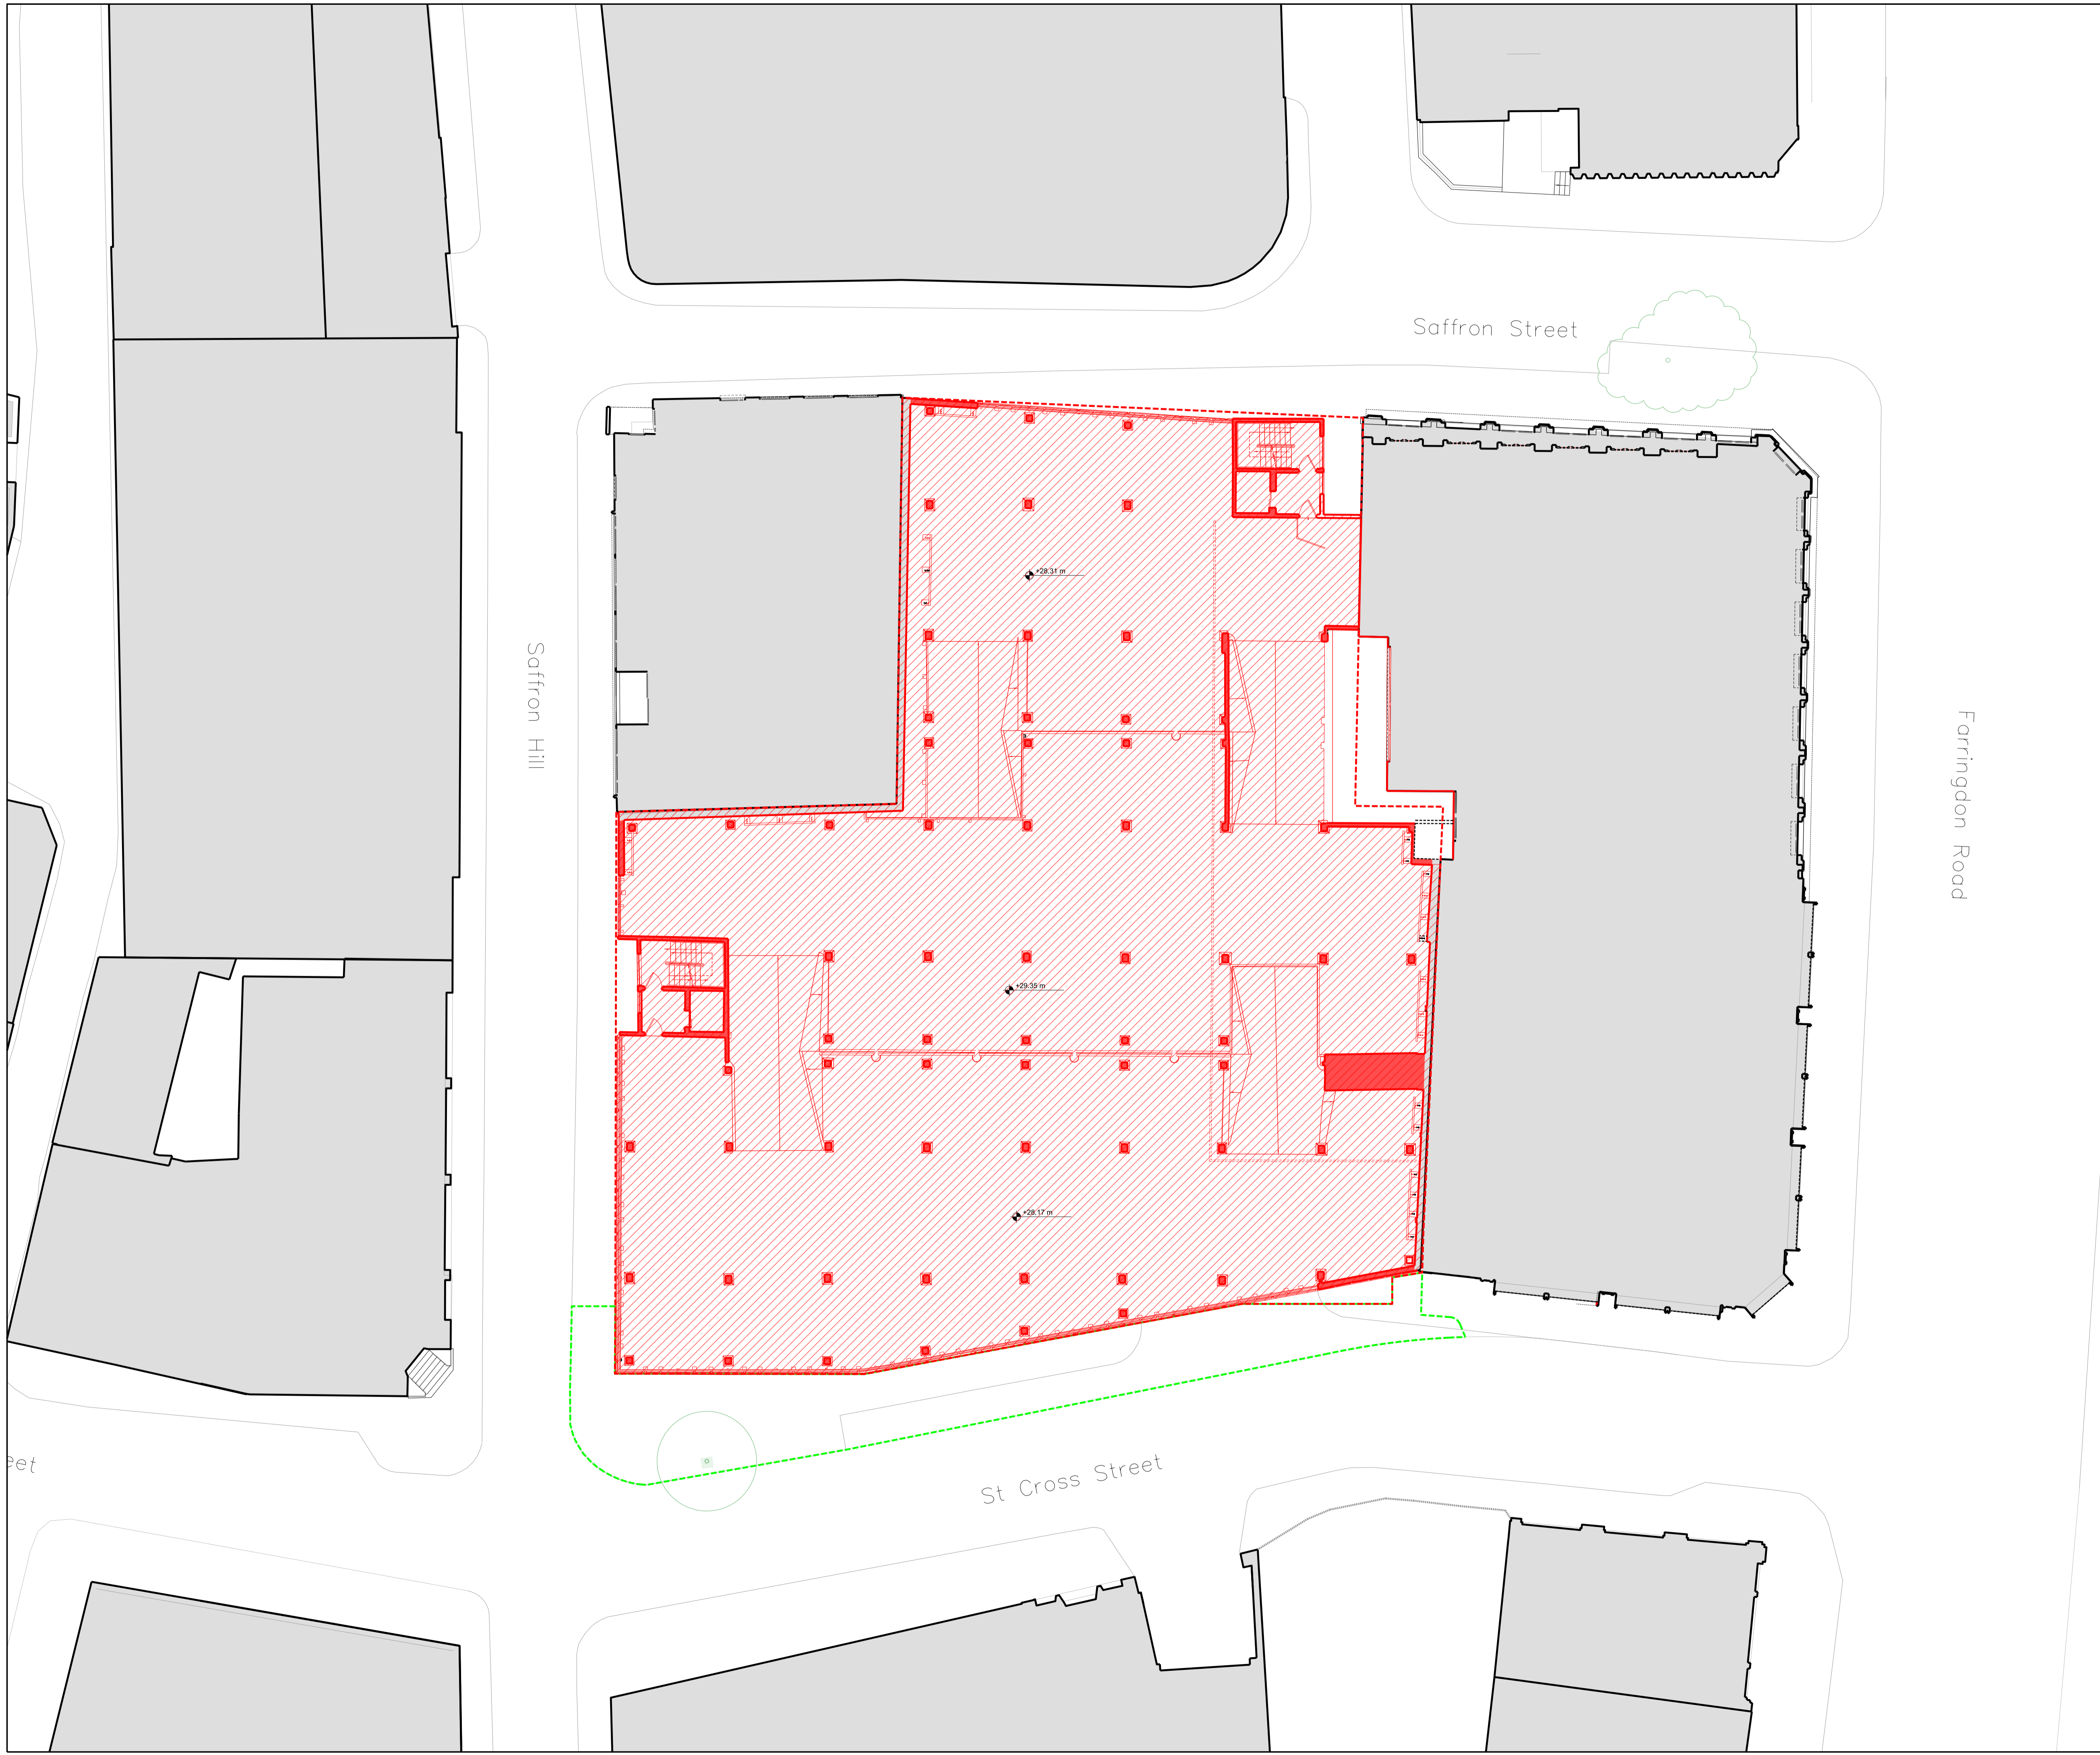 Saffron Street
+28.31 m
Saffron Hill
Farringdon Road
+29.35 m
+28.17 m
eet
St Cross Street